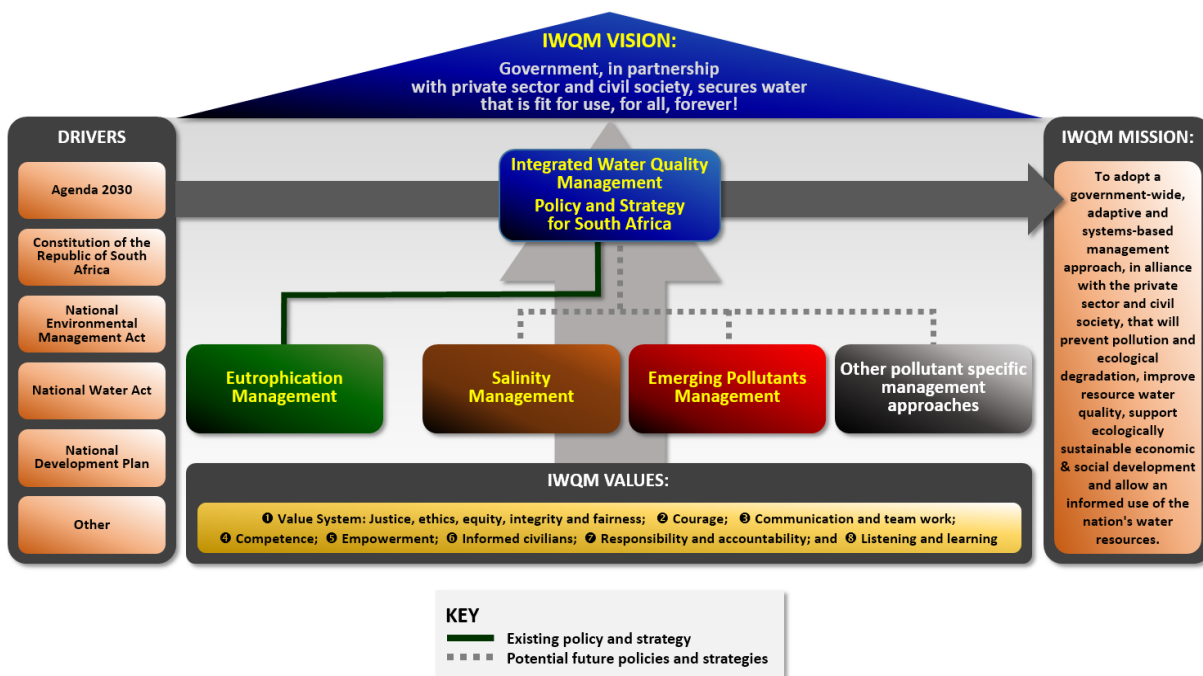 IWQM VISION:
Government, in partnership
with private sector and civil society, secures water
that is fit for use, for all, forever!
DRIVERS
Agenda 2030
Constitution of the
Republic of South
Africa
National
Environmental
Management Act
National Water Act
National
Development Plan
Other
Integrated Water Quality
Management
Policy and Strategy
for South Africa
Eutrophication
Management
Salinity
Management
Emerging Pollutants
Management
Other pollutant specific
management
approaches
IWQM VALUES:
❶ Value System: Justice, ethics, equity, integrity and fairness; ❷ Courage; ❸ Communication and team work;
❹ Competence; ❺ Empowerment; ❻ Informed civilians; ❼ Responsibility and accountability; and ❽ Listening and learning
IWQM MISSION:
To adopt a
government-wide,
adaptive and
systems-based
management
approach, in alliance
with the private
sector and civil
society, that will
prevent pollution and
ecological
degradation, improve
resource water
quality, support
ecologically
sustainable economic
& social development
and allow an
informed use of the
nation's water
resources.
KEY
Existing policy and strategy
Potential future policies and strategies